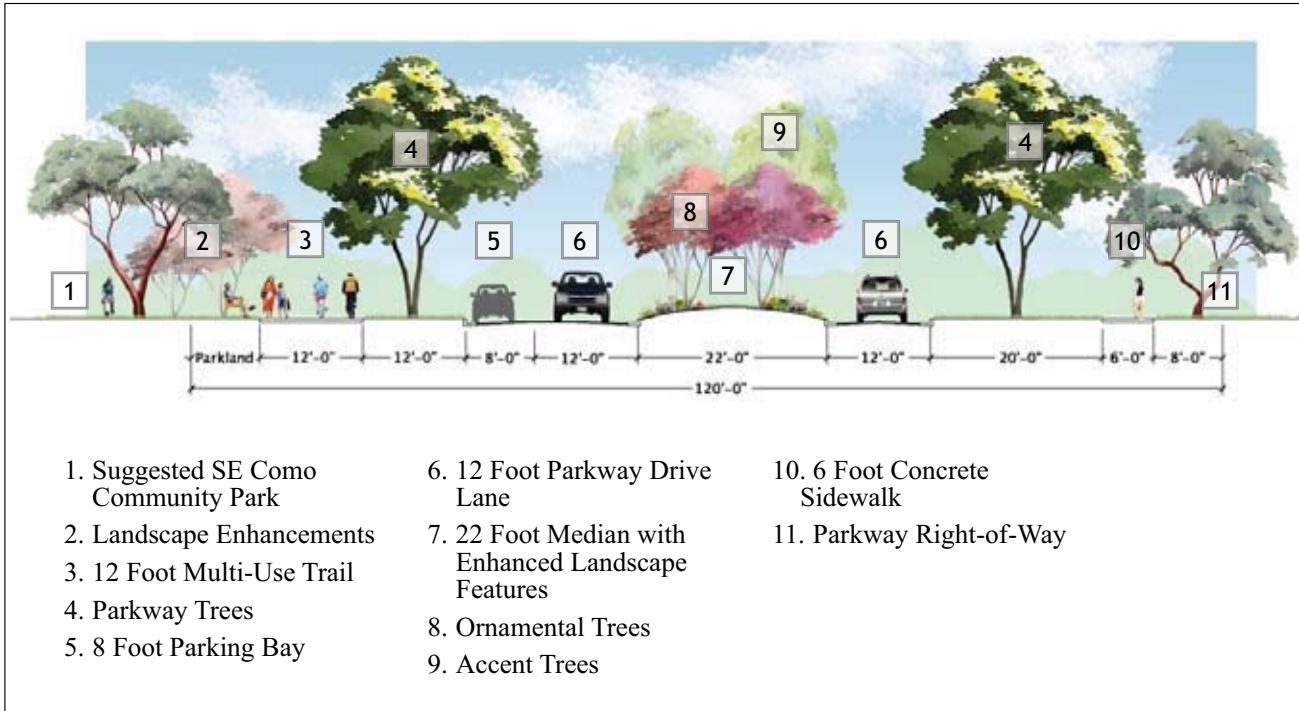 9
4
4
8
10
2
3
5
6
6
7
1
11
Parkland
12'-0"
12'-0"
8'-0"
12'-0"
22'-0"
12'-0"
20'-0"
6'-0"
8'-0"
120'-0"
1. Suggested SE Como
Community Park
2. Landscape Enhancements
3. 12 Foot Multi-Use Trail
4. Parkway Trees
5. 8 Foot Parking Bay
6. 12 Foot Parkway Drive
Lane
7. 22 Foot Median with
Enhanced Landscape
Features
8. Ornamental Trees
9. Accent Trees
10. 6 Foot Concrete
Sidewalk
11. Parkway Right-of-Way